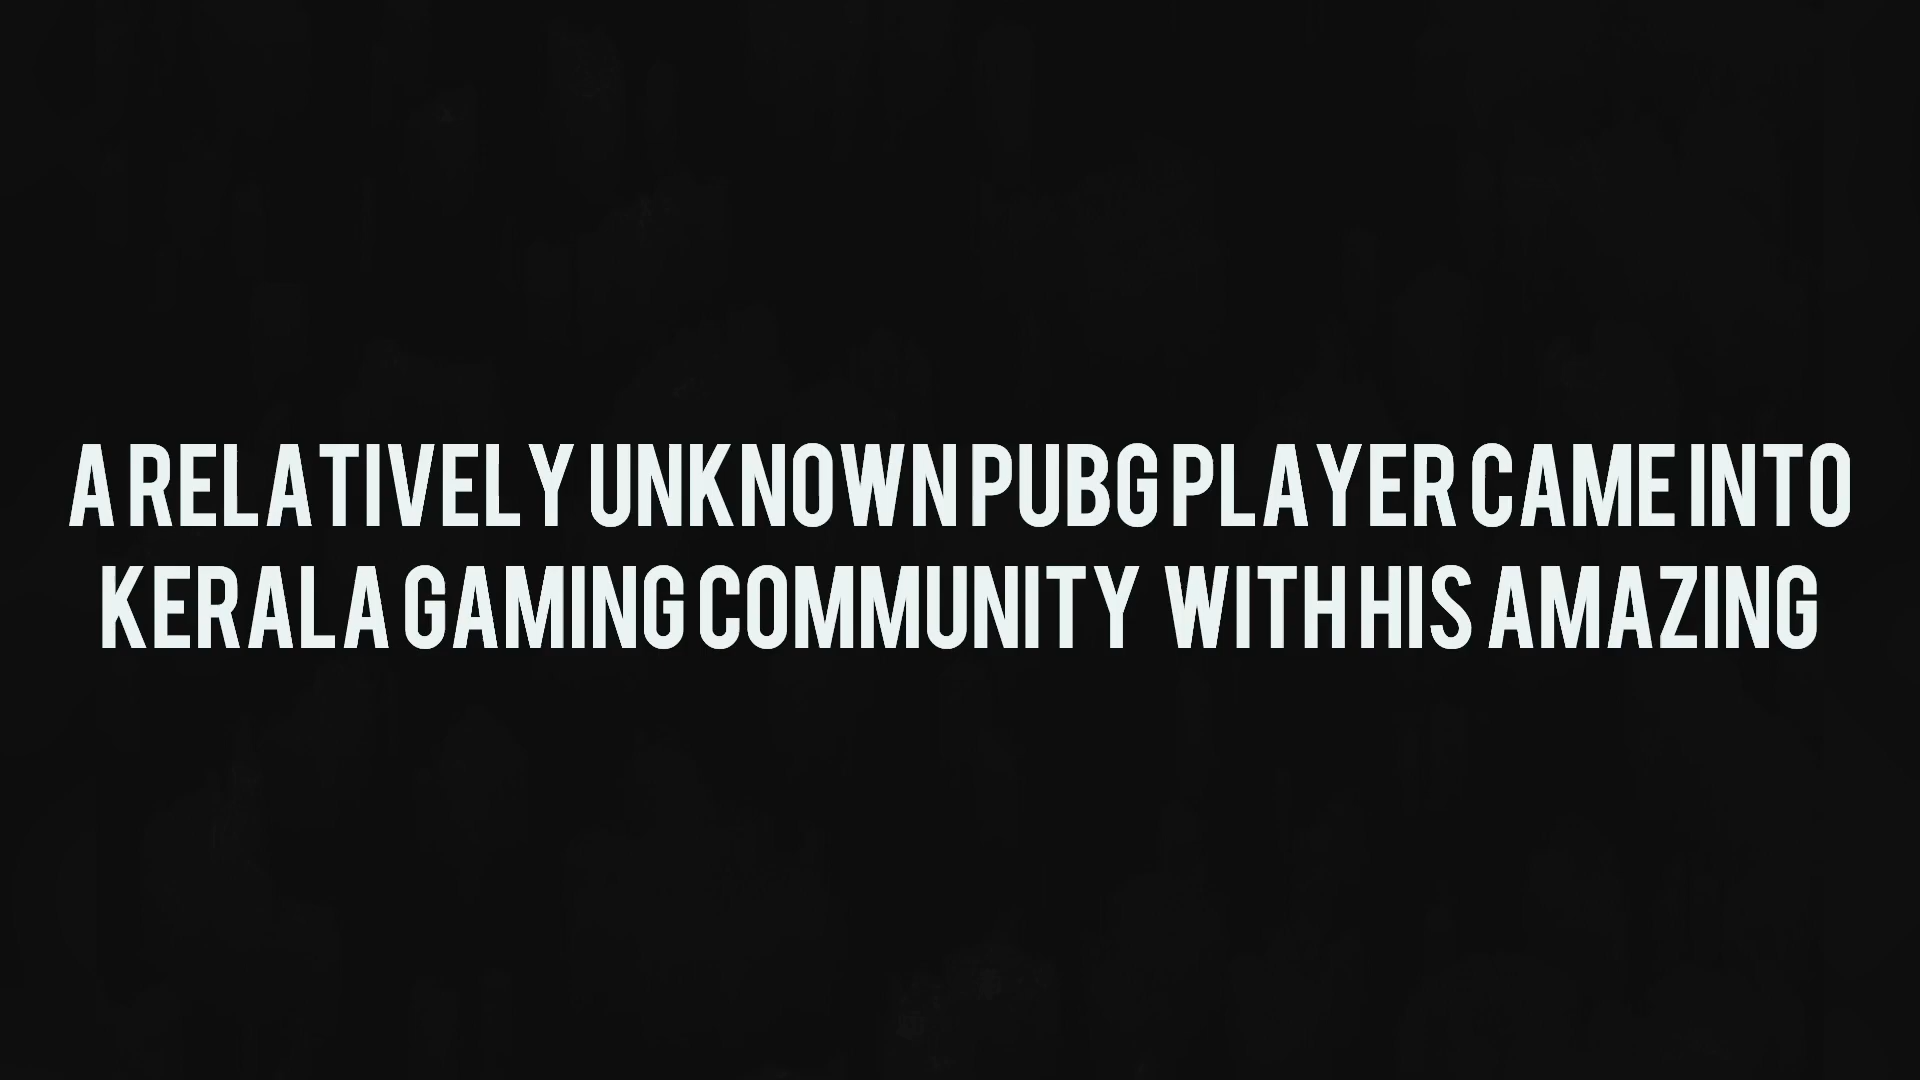 A RELATIVELY UNKNOWN PUBG PLAYER CAME INTO
KERALA GAMING COMMUNITY WITH HIS AMAZING